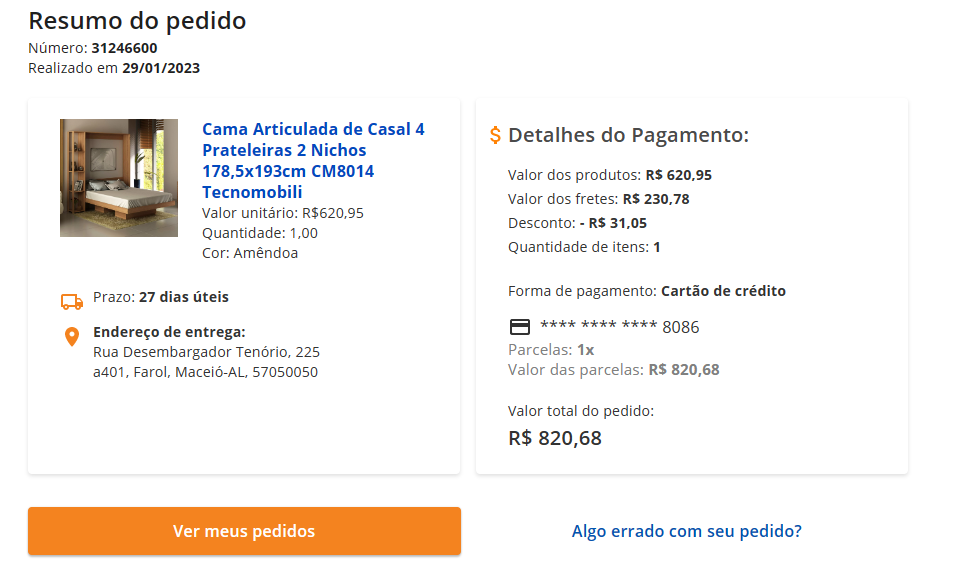 Resumo do pedido
Número: 31246600
Realizado em 29/01/2023
Cama Articulada de Casal 4
Prateleiras 2 Nichos
178,5x193cm CM8014
Tecnomobili
Valor unitário: R$620,95
Quantidade: 1,00
Cor: Amêndoa
Prazo: 27 dias úteis
Endereço de entrega:
Rua Desembargador Tenório, 225
a401, Farol, Maceió-AL, 57050050
Detalhes do Pagamento:
Valor dos produtos: R$ 620,95
Valor dos fretes: R$ 230,78
Desconto: - R$ 31,05
Quantidade de itens: 1
Forma de pagamento: Cartão de crédito
**** **** **** 8086
Parcelas: 1x
Valor das parcelas: R$ 820,68
Valor total do pedido:
R$ 820,68
Ver meus pedidos
Algo errado com seu pedido?